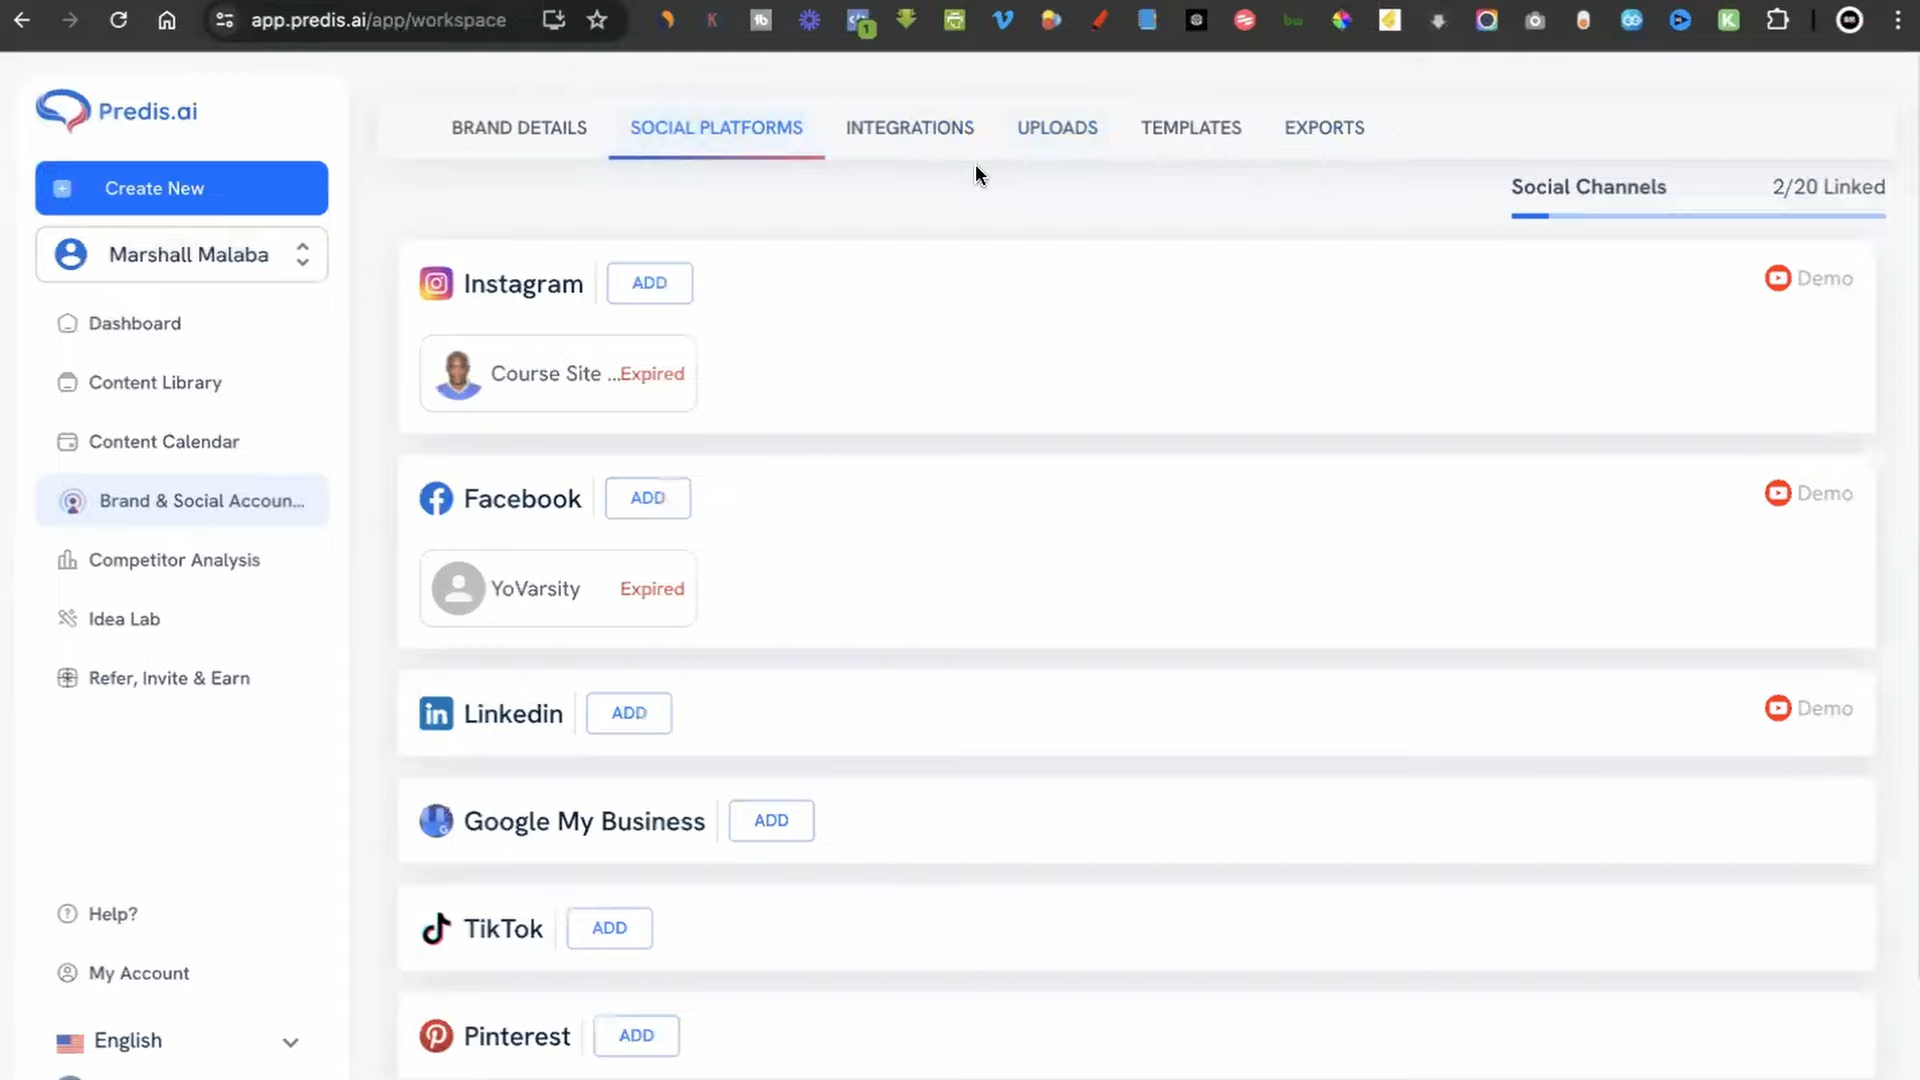 app.predis.ai/app/workspace
Predis.ai
Create New
Marshall Malaba
Dashboard
Content Library
Content Calendar
Brand & Social Accoun...
Competitor Analysis
Idea Lab
Refer, Invite & Earn
Help?
My Account
English
BRAND DETAILS
SOCIAL PLATFORMS
INTEGRATIONS
UPLOADS
TEMPLATES
EXPORTS
Social Channels
2/20 Linked
Instagram
ADD
Demo
Course Site ...
Expired
Facebook
ADD
Demo
YoVarsity
Expired
Linkedin
ADD
Demo
Google My Business
ADD
TikTok
ADD
Pinterest
ADD